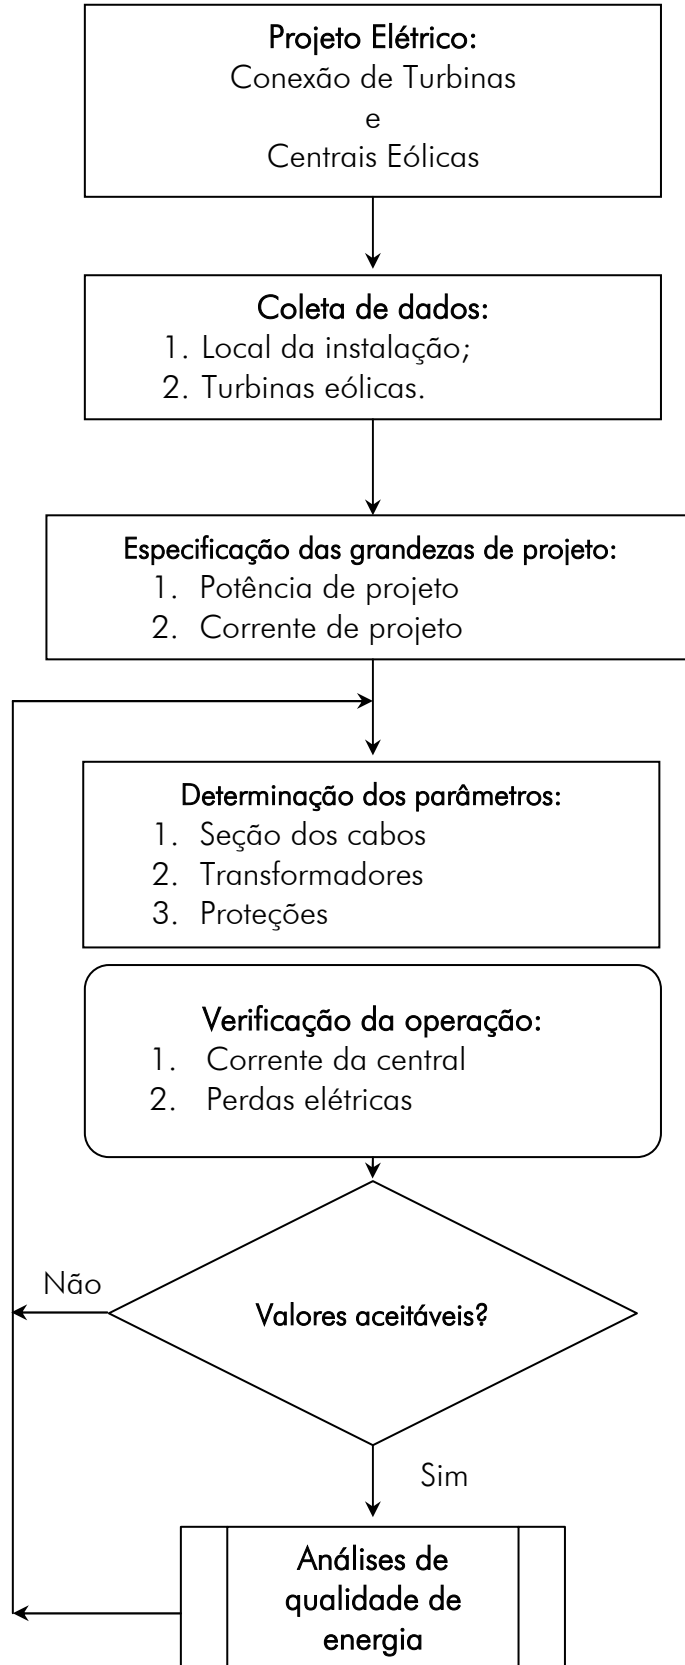 Projeto Elétrico:
Conexão de Turbinas
e
Centrais Eólicas
Coleta de dados:
1. Local da instalação;
2. Turbinas eólicas.
Especificação das grandezas de projeto:
1. Potência de projeto
2. Corrente de projeto
Determinação dos parâmetros:
1. Seção dos cabos
2. Transformadores
3. Proteções
Verificação da operação:
1. Corrente da central
2. Perdas elétricas
Não
Valores aceitáveis?
Sim
Análises de
qualidade de
energia